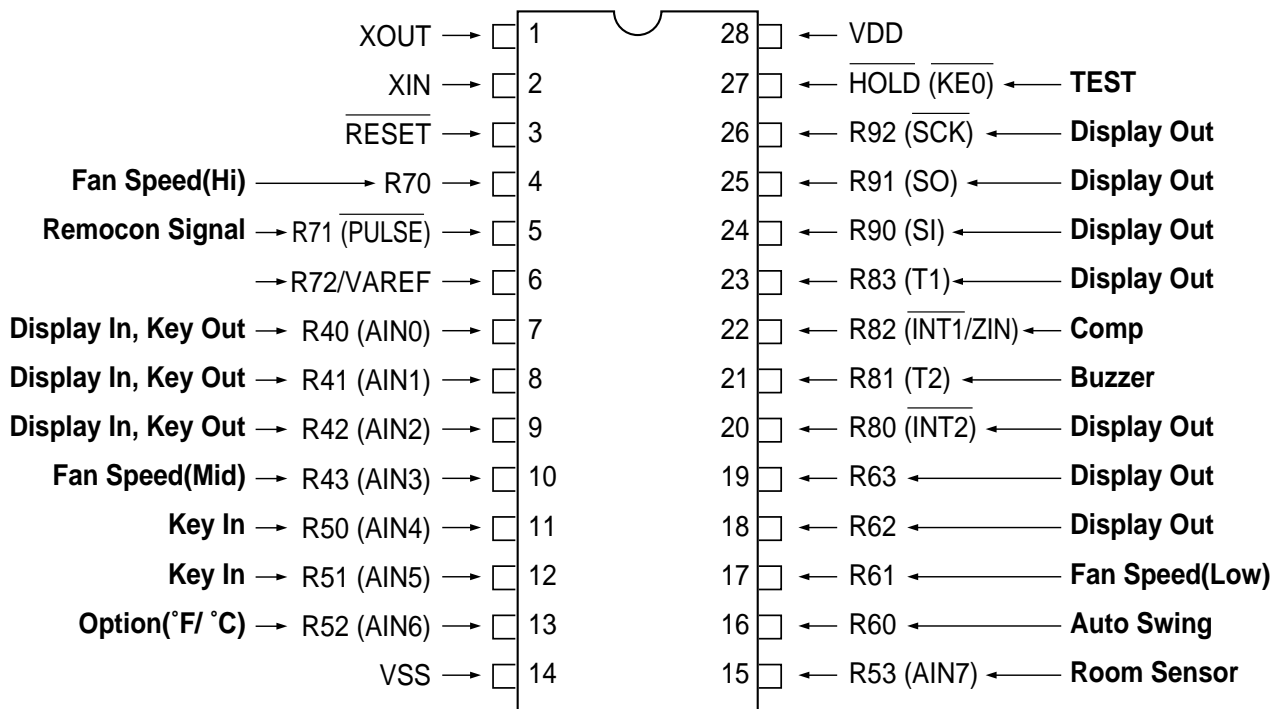 XOUT 1 28 VDD
XIN 2 27 HOLD (KE0) TEST
RESET 3 26 R92 (SCK) Display Out
Fan Speed(Hi) R70 4 25 R91 (SO) Display Out
Remocon Signal R71 (PULSE) 5 24 R90 (SI) Display Out
R72/VAREF 6 23 R83 (T1) Display Out
Display In, Key Out R40 (AIN0) 7 22 R82 (INT1/ZIN) Comp
Display In, Key Out R41 (AIN1) 8 21 R81 (T2) Buzzer
Display In, Key Out R42 (AIN2) 9 20 R80 (INT2) Display Out
Fan Speed(Mid) R43 (AIN3) 10 19 R63 Display Out
Key In R50 (AIN4) 11 18 R62 Display Out
Key In R51 (AIN5) 12 17 R61 Fan Speed(Low)
Option(˚F/ ˚C) R52 (AIN6) 13 16 R60 Auto Swing
VSS 14 15 R53 (AIN7) Room Sensor